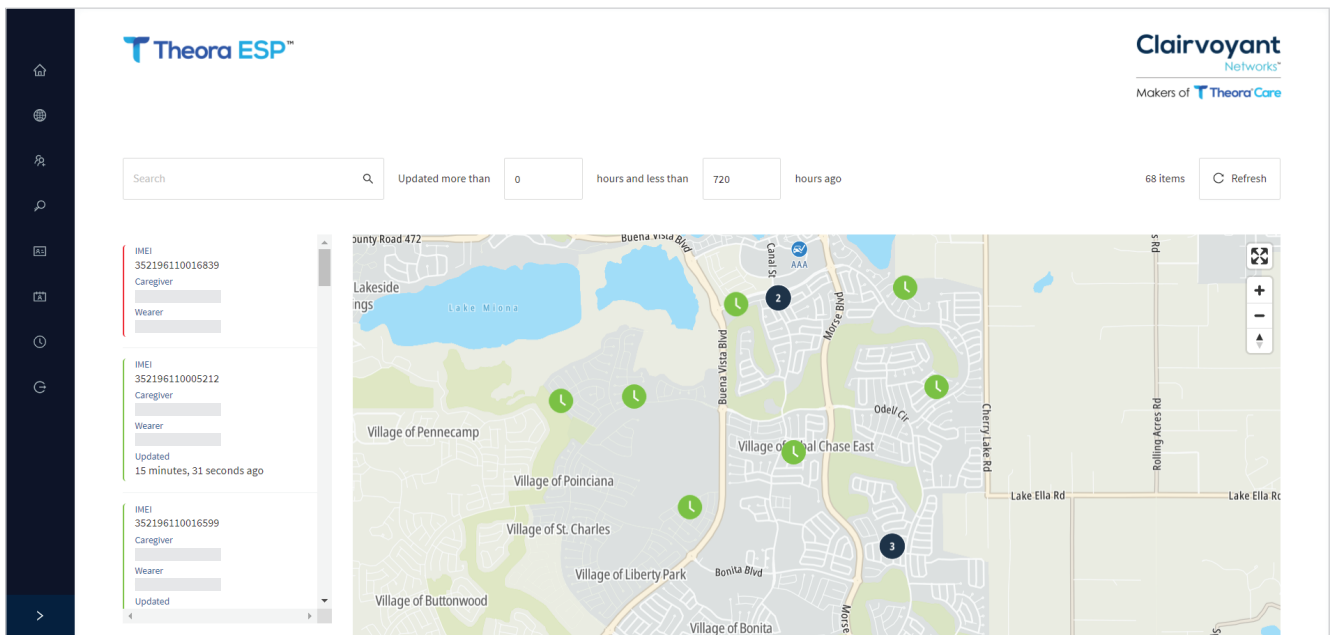 Theora ESP™
Clairvoyant
Networks™
Makers of Theora Care
Search
Updated more than 0 hours and less than 720 hours ago
68 items
Refresh
IMEI
352196110016839
Caregiver
Wearer
IMEI
352196110005212
Caregiver
Wearer
Updated
15 minutes, 31 seconds ago
IMEI
352196110016599
Caregiver
Wearer
Updated
ounty Road 472
Buena Vista Blvd
Canal St
AAA
s Rd
Lakeside
ngs
Lake Miona
2
Morse Blvd
Buena Vista Blvd
Odell Cir
Cherry Lake Rd
Rolling Acres Rd
Village of Pennecamp
Village of bal Chase East
Village of Poinciana
Lake Ella Rd
Lake Ella Rd
Village of St. Charles
3
Village of Liberty Park
Bonita Blvd
Village of Buttonwood
Morse
Village of Bonita